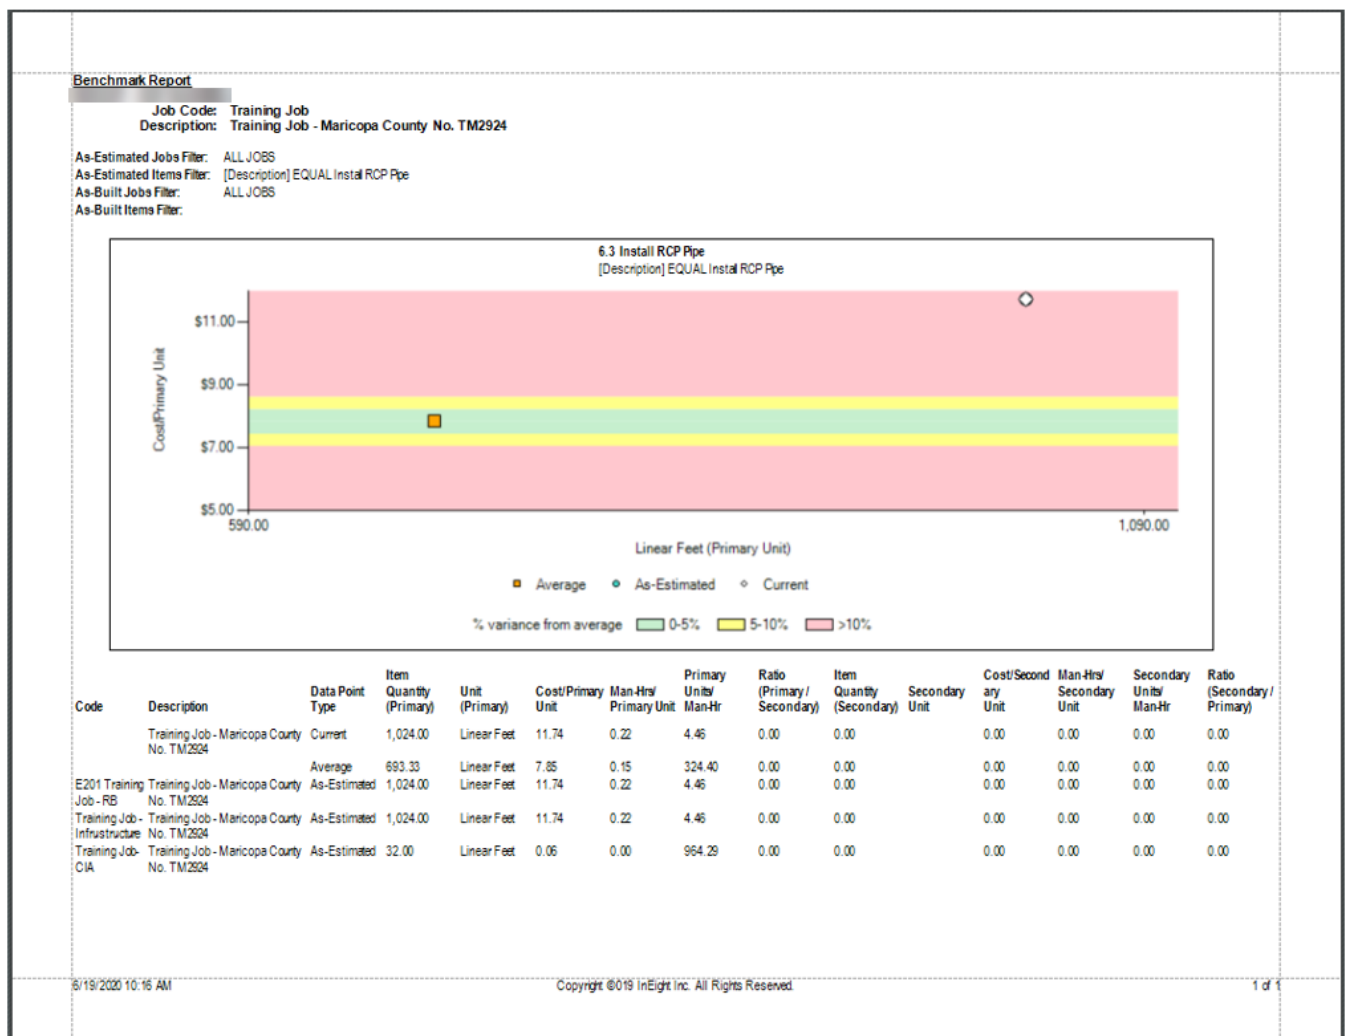 Benchmark Report
Job Code: Training Job
Description: Training Job - Maricopa County No. TM2924
As-Estimated Jobs Filter: ALL JOBS
As-Estimated Items Filter: [Description] EQUAL Install RCP Pipe
As-Built Jobs Filter: ALL JOBS
As-Built Items Filter:
6.3 Install RCP Pipe
[Description] EQUAL Install RCP Pipe
Cost/Primary Unit
$11.00
$9.00
$7.00
$5.00
590.00 1,090.00
Linear Feet (Primary Unit)
Average As-Estimated Current
% variance from average 0-5% 5-10% >10%
Item Primary Ratio Item Cost/Second Man-Hrs/ Secondary Ratio
Data Point Quantity Unit Cost/Primary Man-Hrs/ Units/ (Primary / Quantity Secondary ary Secondary Units/ (Secondary /
Code Description Type (Primary) (Primary) Unit Primary Unit Man-Hr Secondary) (Secondary) Unit Unit Unit Man-Hr Primary)
Training Job - Maricopa County Current 1,024.00 Linear Feet 11.74 0.22 4.46 0.00 0.00 0.00 0.00 0.00 0.00
No. TM2924
Average 693.33 Linear Feet 7.85 0.15 324.40 0.00 0.00 0.00 0.00 0.00 0.00
E201 Training Training Job - Maricopa County As-Estimated 1,024.00 Linear Feet 11.74 0.22 4.46 0.00 0.00 0.00 0.00 0.00 0.00
Job - RB No. TM2924
Training Job - Training Job - Maricopa County As-Estimated 1,024.00 Linear Feet 11.74 0.22 4.46 0.00 0.00 0.00 0.00 0.00 0.00
Infrustructure No. TM2924
Training Job- Training Job - Maricopa County As-Estimated 32.00 Linear Feet 0.06 0.00 964.29 0.00 0.00 0.00 0.00 0.00 0.00
CIA No. TM2924
6/19/2020 10:16 AM Copyright ©019 InEight Inc. All Rights Reserved. 1 of 1